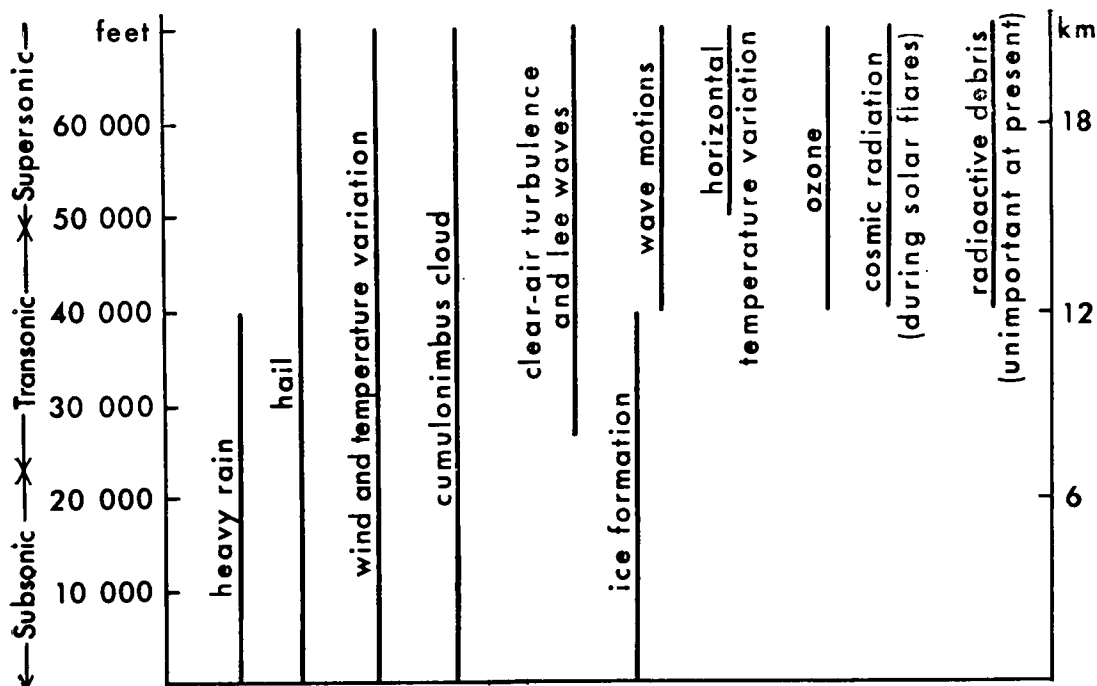 feet
60 000
50 000
40 000
30 000
20 000
10 000
Supersonic
Transonic
Subsonic
heavy rain
hail
wind and temperature variation
cumulonimbus cloud
clear-air turbulence
and lee waves
ice formation
wave motions
horizontal
temperature variation
ozone
cosmic radiation
(during solar flares)
radioactive debris
(unimportant at present)
km
18
12
6